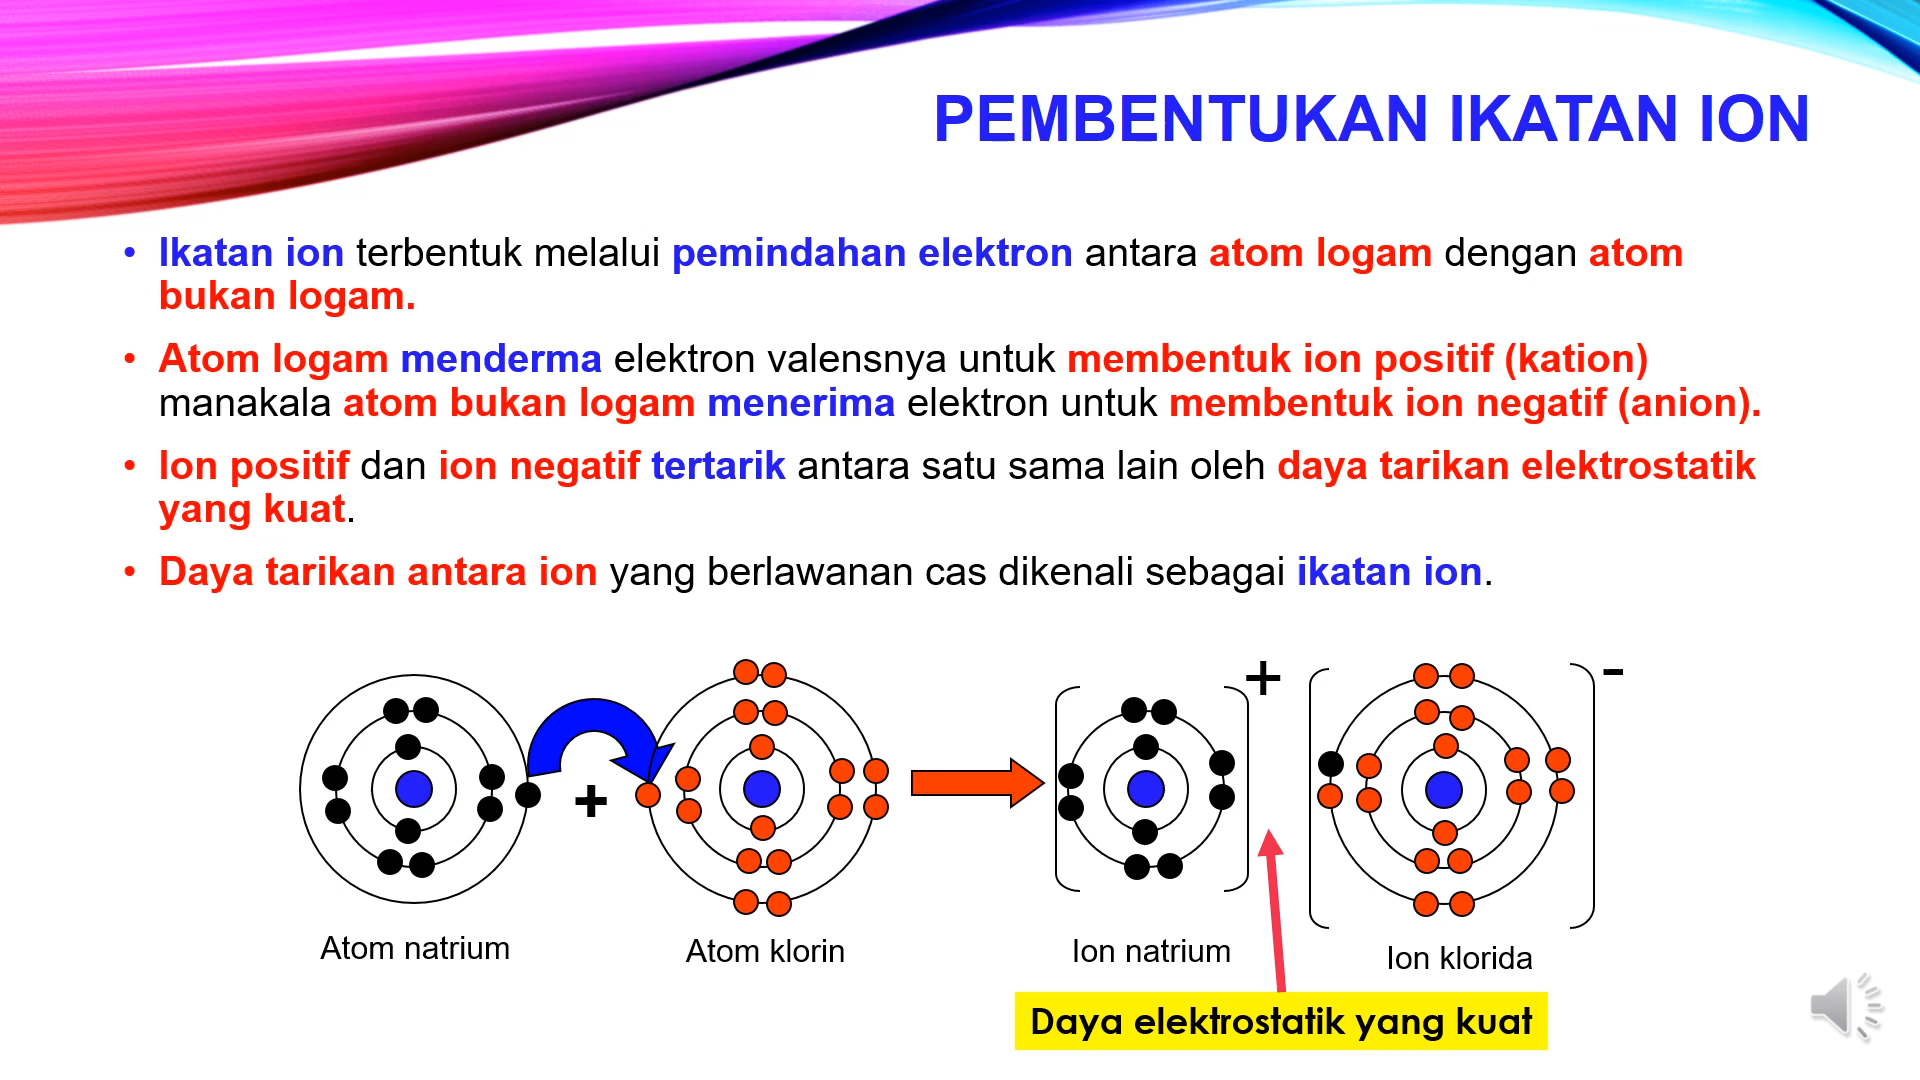 PEMBENTUKAN IKATAN ION
• Ikatan ion terbentuk melalui pemindahan elektron antara atom logam dengan atom
bukan logam.
• Atom logam menderma elektron valensnya untuk membentuk ion positif (kation)
manakala atom bukan logam menerima elektron untuk membentuk ion negatif (anion).
• Ion positif dan ion negatif tertarik antara satu sama lain oleh daya tarikan elektrostatik
yang kuat.
• Daya tarikan antara ion yang berlawanan cas dikenali sebagai ikatan ion.
+
+
-
Atom natrium
Atom klorin
Ion natrium
Ion klorida
Daya elektrostatik yang kuat